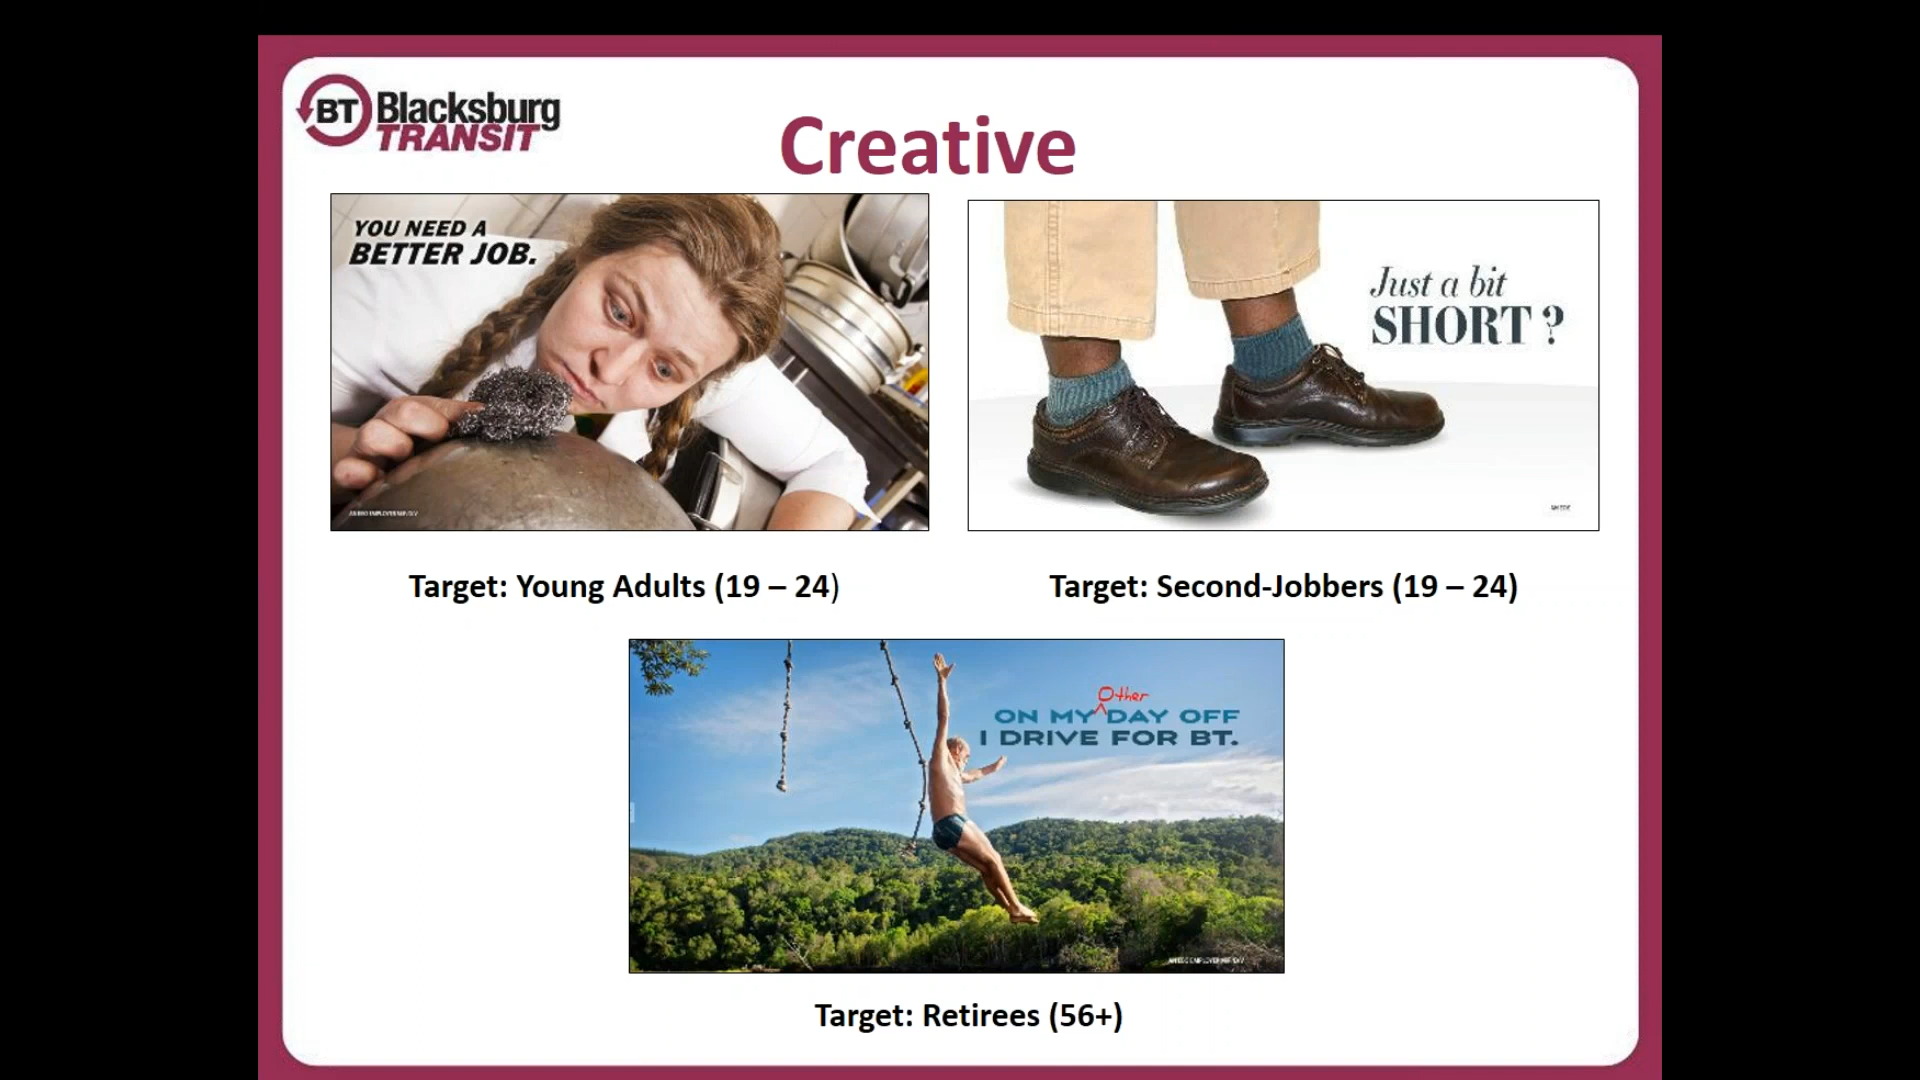 BT Blacksburg
TRANSIT
Creative
YOU NEED A
BETTER JOB.
Just a bit
SHORT ?
Target: Young Adults (19 – 24)
Target: Second-Jobbers (19 – 24)
Other
ON MY ^ DAY OFF
I DRIVE FOR BT.
Target: Retirees (56+)